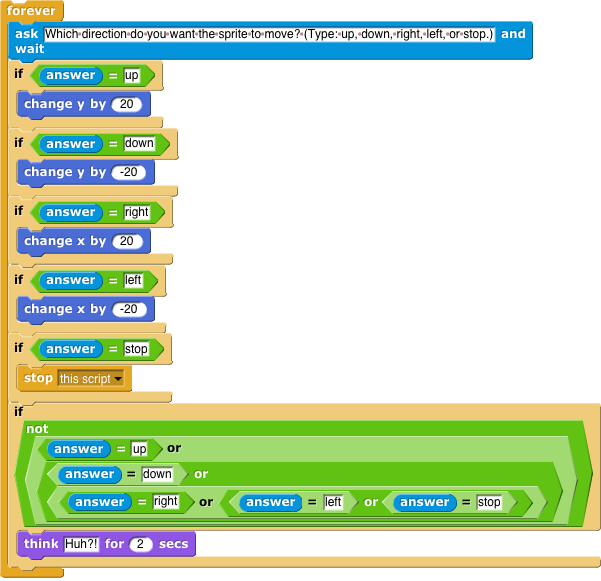 forever
ask Which direction do you want the sprite to move? (Type: up, down, right, left, or stop.) and
wait
if answer = up
change y by 20
if answer = down
change y by -20
if answer = right
change x by 20
if answer = left
change x by -20
if answer = stop
stop this script
if
not
answer = up or
answer = down or
answer = right or answer = left or answer = stop
think Huh?! for 2 secs